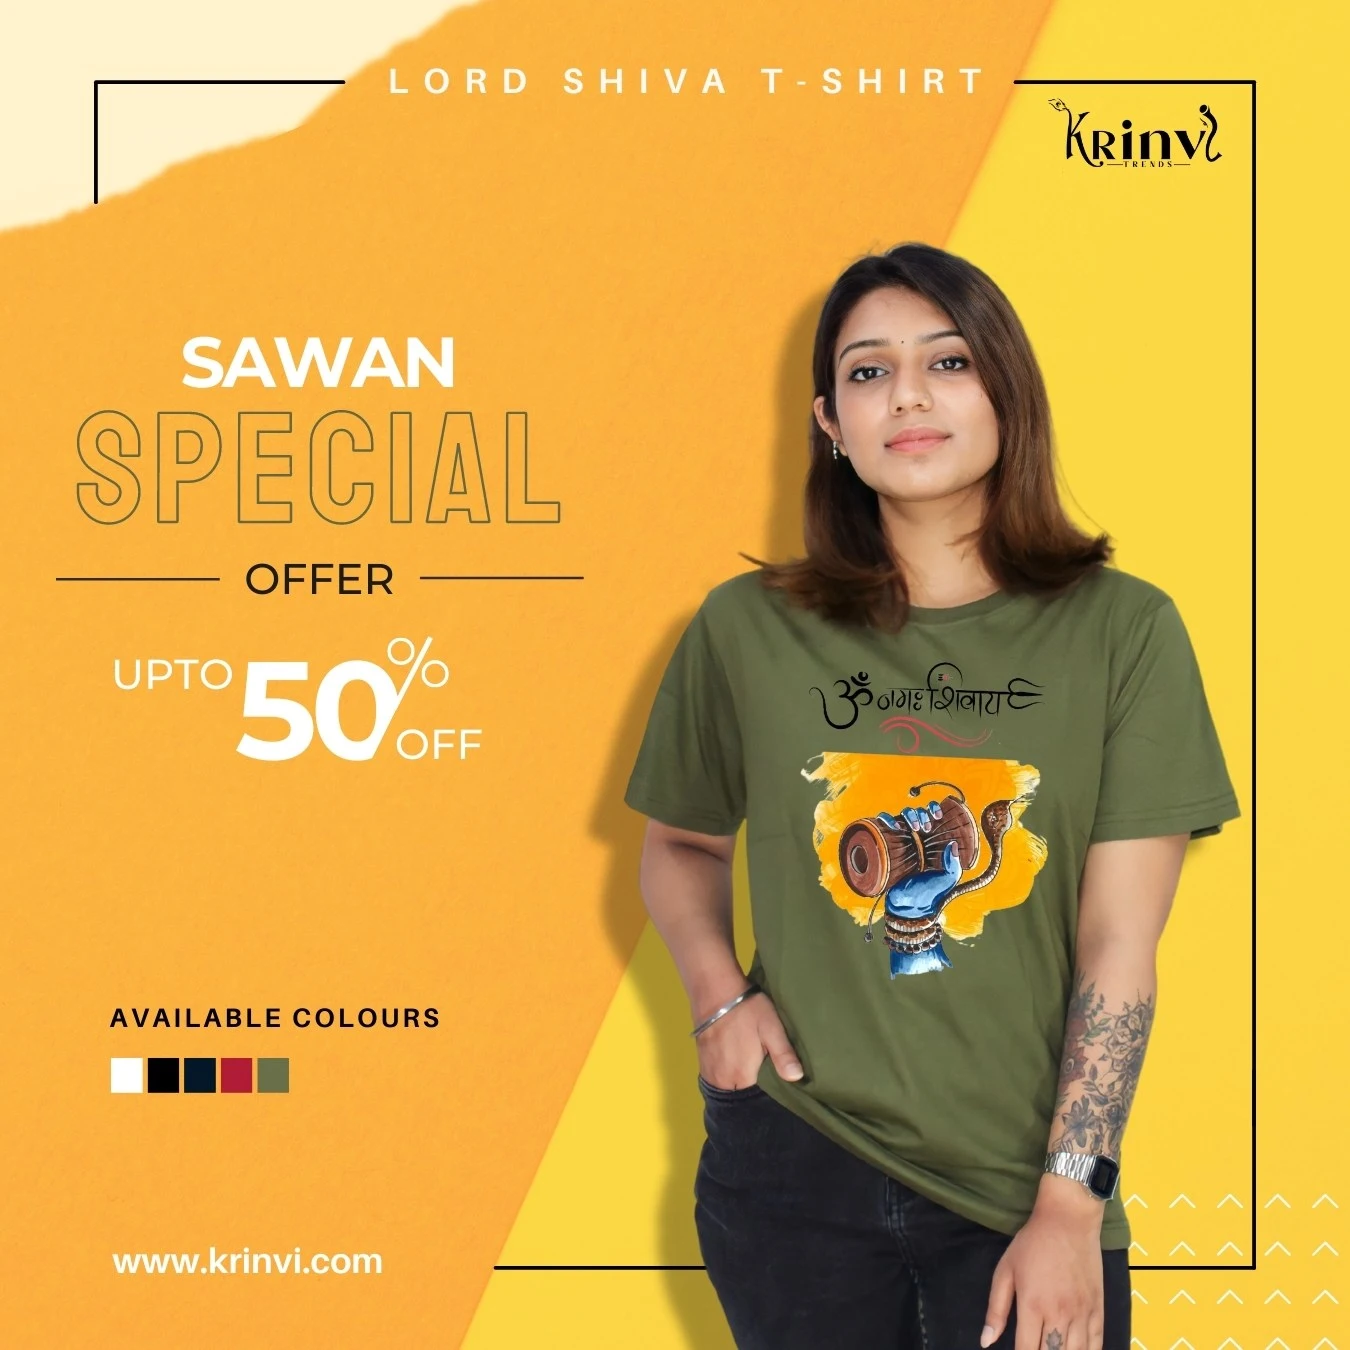 LORD SHIVA T-SHIRT
KRINVI
TRENDS
SAWAN
SPECIAL
OFFER
UPTO 50% OFF
ॐ नमः शिवाय
AVAILABLE COLOURS
www.krinvi.com